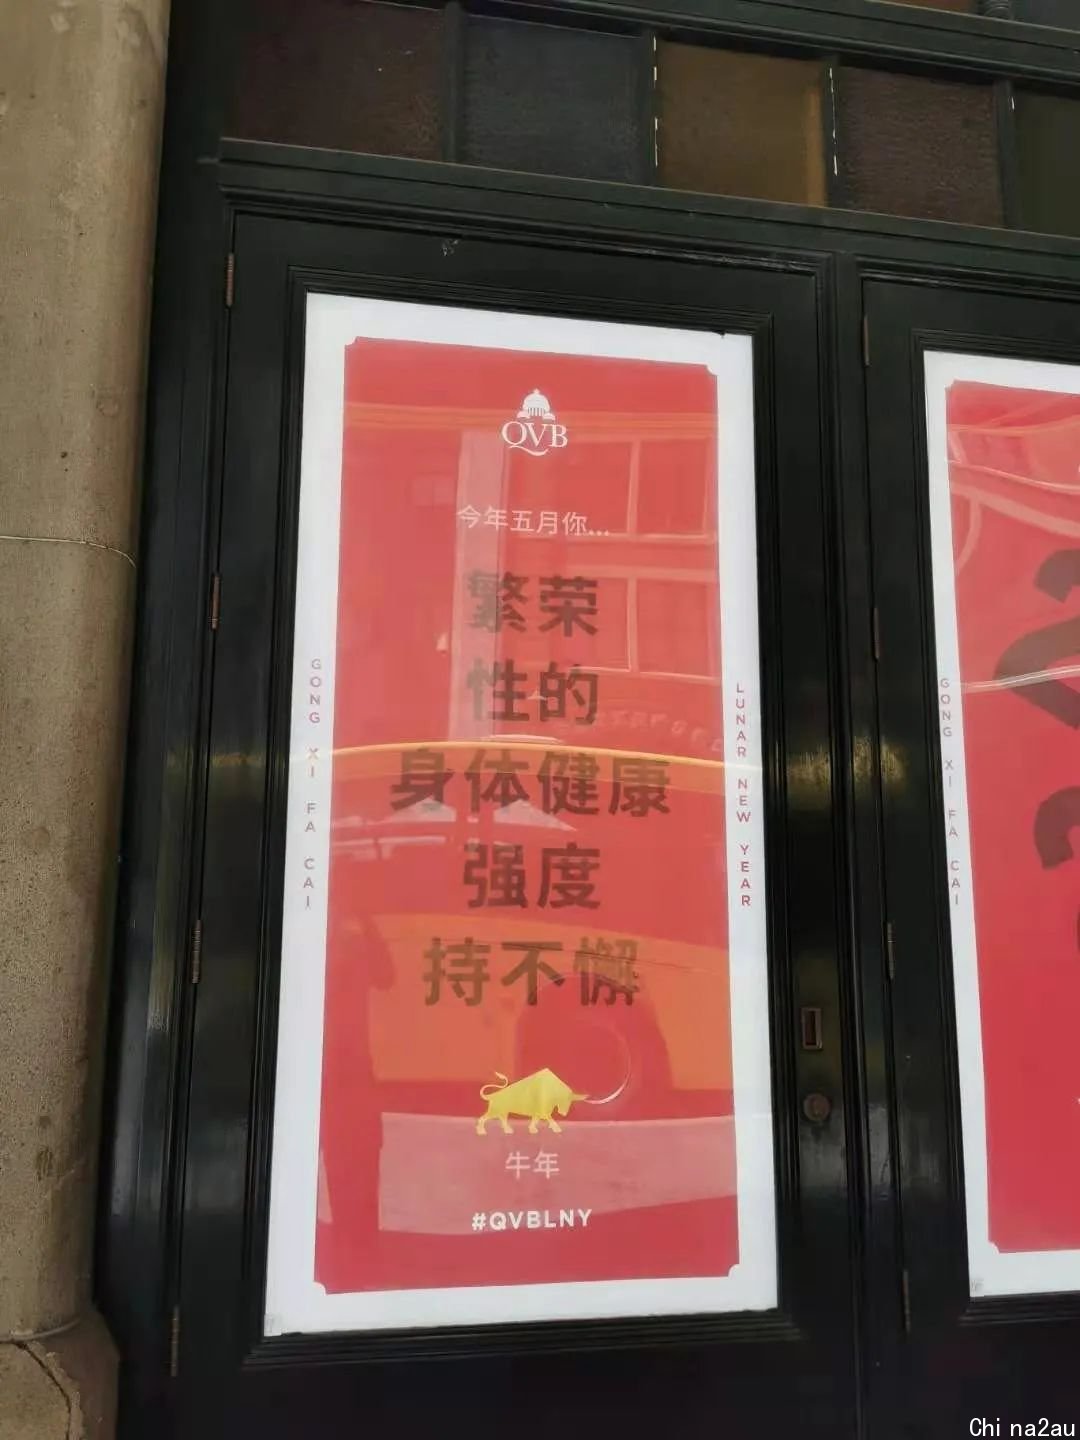 QVB
今年五月你...
繁荣
性的
身体健康
强度
持不懈
牛年
#QVBLNY
GONG XI FA CAI
LUNAR NEW YEAR
GONG XI FA CAI
Chi na2au